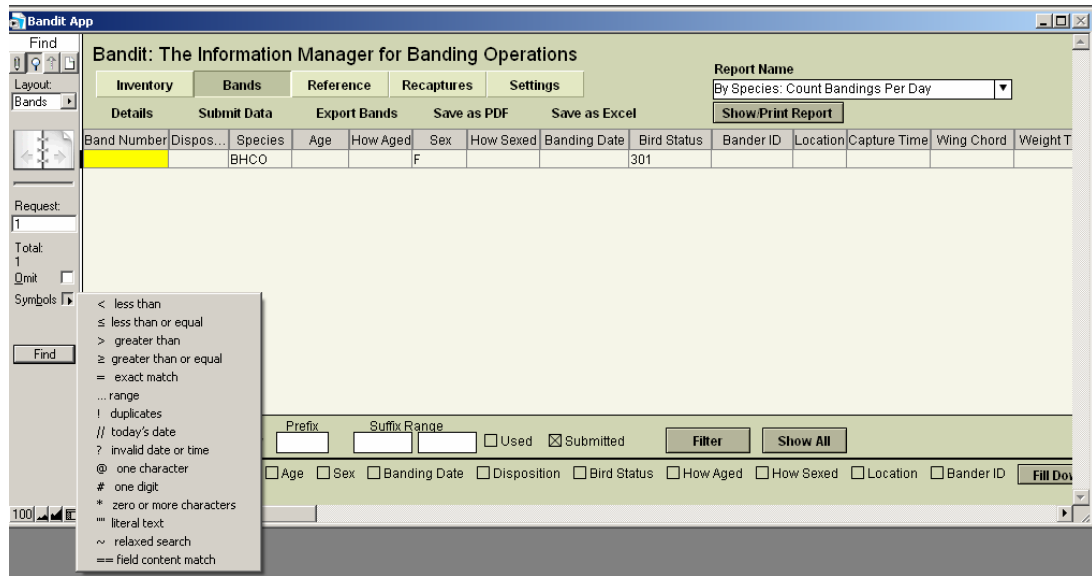 Bandit App
Find
Layout:
Bands
Request:
1
Total:
1
Omit
Symbols
Find
100
Bandit: The Information Manager for Banding Operations
Inventory Bands Reference Recaptures Settings
Details Submit Data Export Bands Save as PDF Save as Excel
Report Name
By Species: Count Bandings Per Day
Show/Print Report
Band Number Dispos... Species Age How Aged Sex How Sexed Banding Date Bird Status Bander ID Location Capture Time Wing Chord Weight T
BHCO F 301
< less than
≤ less than or equal
> greater than
≥ greater than or equal
= exact match
... range
! duplicates
// today's date
? invalid date or time
@ one character
# one digit
* zero or more characters
"" literal text
~ relaxed search
== field content match
Prefix Suffix Range
Used Submitted Filter Show All
Age Sex Banding Date Disposition Bird Status How Aged How Sexed Location Bander ID Fill Dov